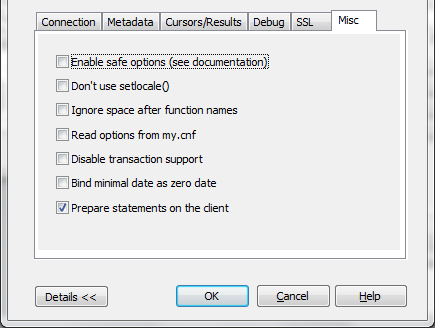 Connection Metadata Cursors/Results Debug SSL Misc
Enable safe options (see documentation)
Don't use setlocale()
Ignore space after function names
Read options from my.cnf
Disable transaction support
Bind minimal date as zero date
Prepare statements on the client
Details << OK Cancel Help